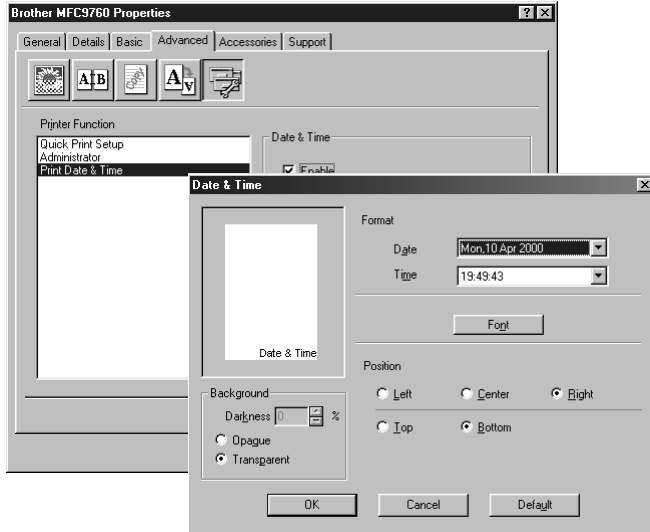 Brother MFC9760 Properties
General Details Basic Advanced Accessories Support
A B
A A
Printer Function
Quick Print Setup
Administrator
Print Date & Time
Date & Time
Enable
Date & Time
Date & Time
Format
Date Mon,10 Apr 2000
Time 19:49:43
Font
Background
Darkness 0 %
Opague
Transparent
Position
Left Center Right
Top Bottom
OK Cancel Default